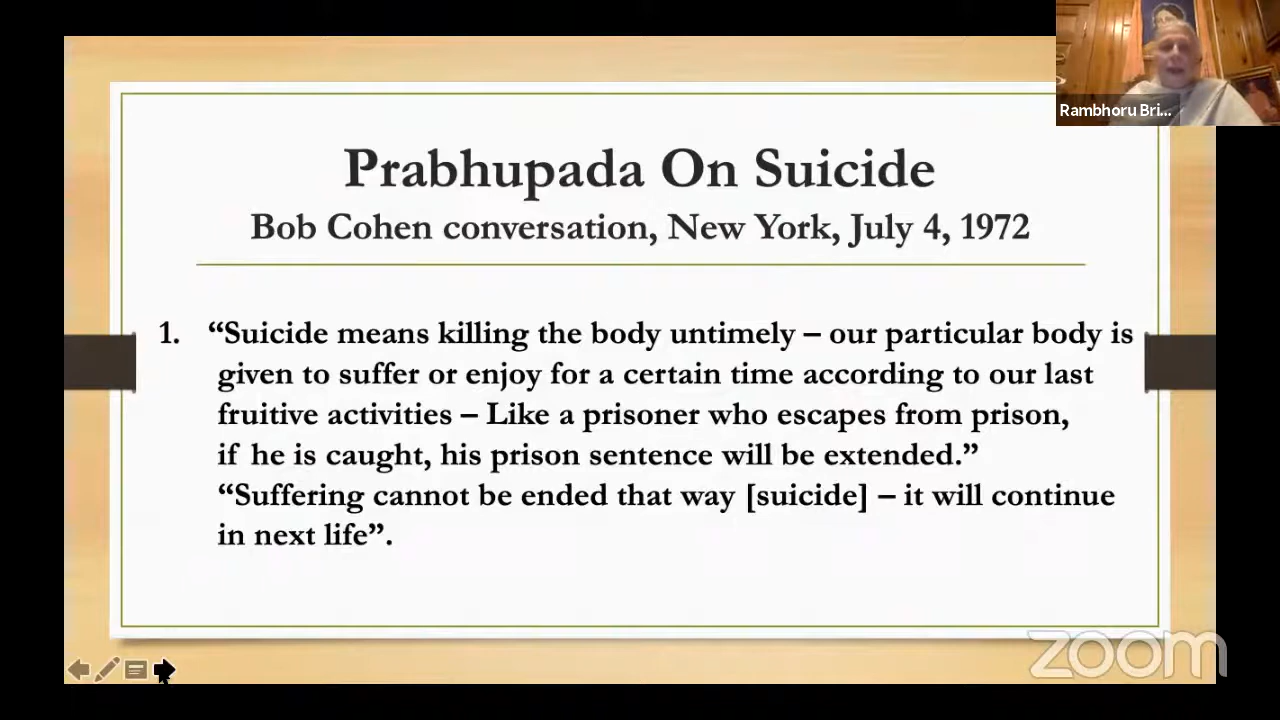 Rambhoru Bri...
Prabhupada On Suicide
Bob Cohen conversation, New York, July 4, 1972
1. “Suicide means killing the body untimely – our particular body is
given to suffer or enjoy for a certain time according to our last
fruitive activities – Like a prisoner who escapes from prison,
if he is caught, his prison sentence will be extended.”
“Suffering cannot be ended that way [suicide] – it will continue
in next life”.
zoom